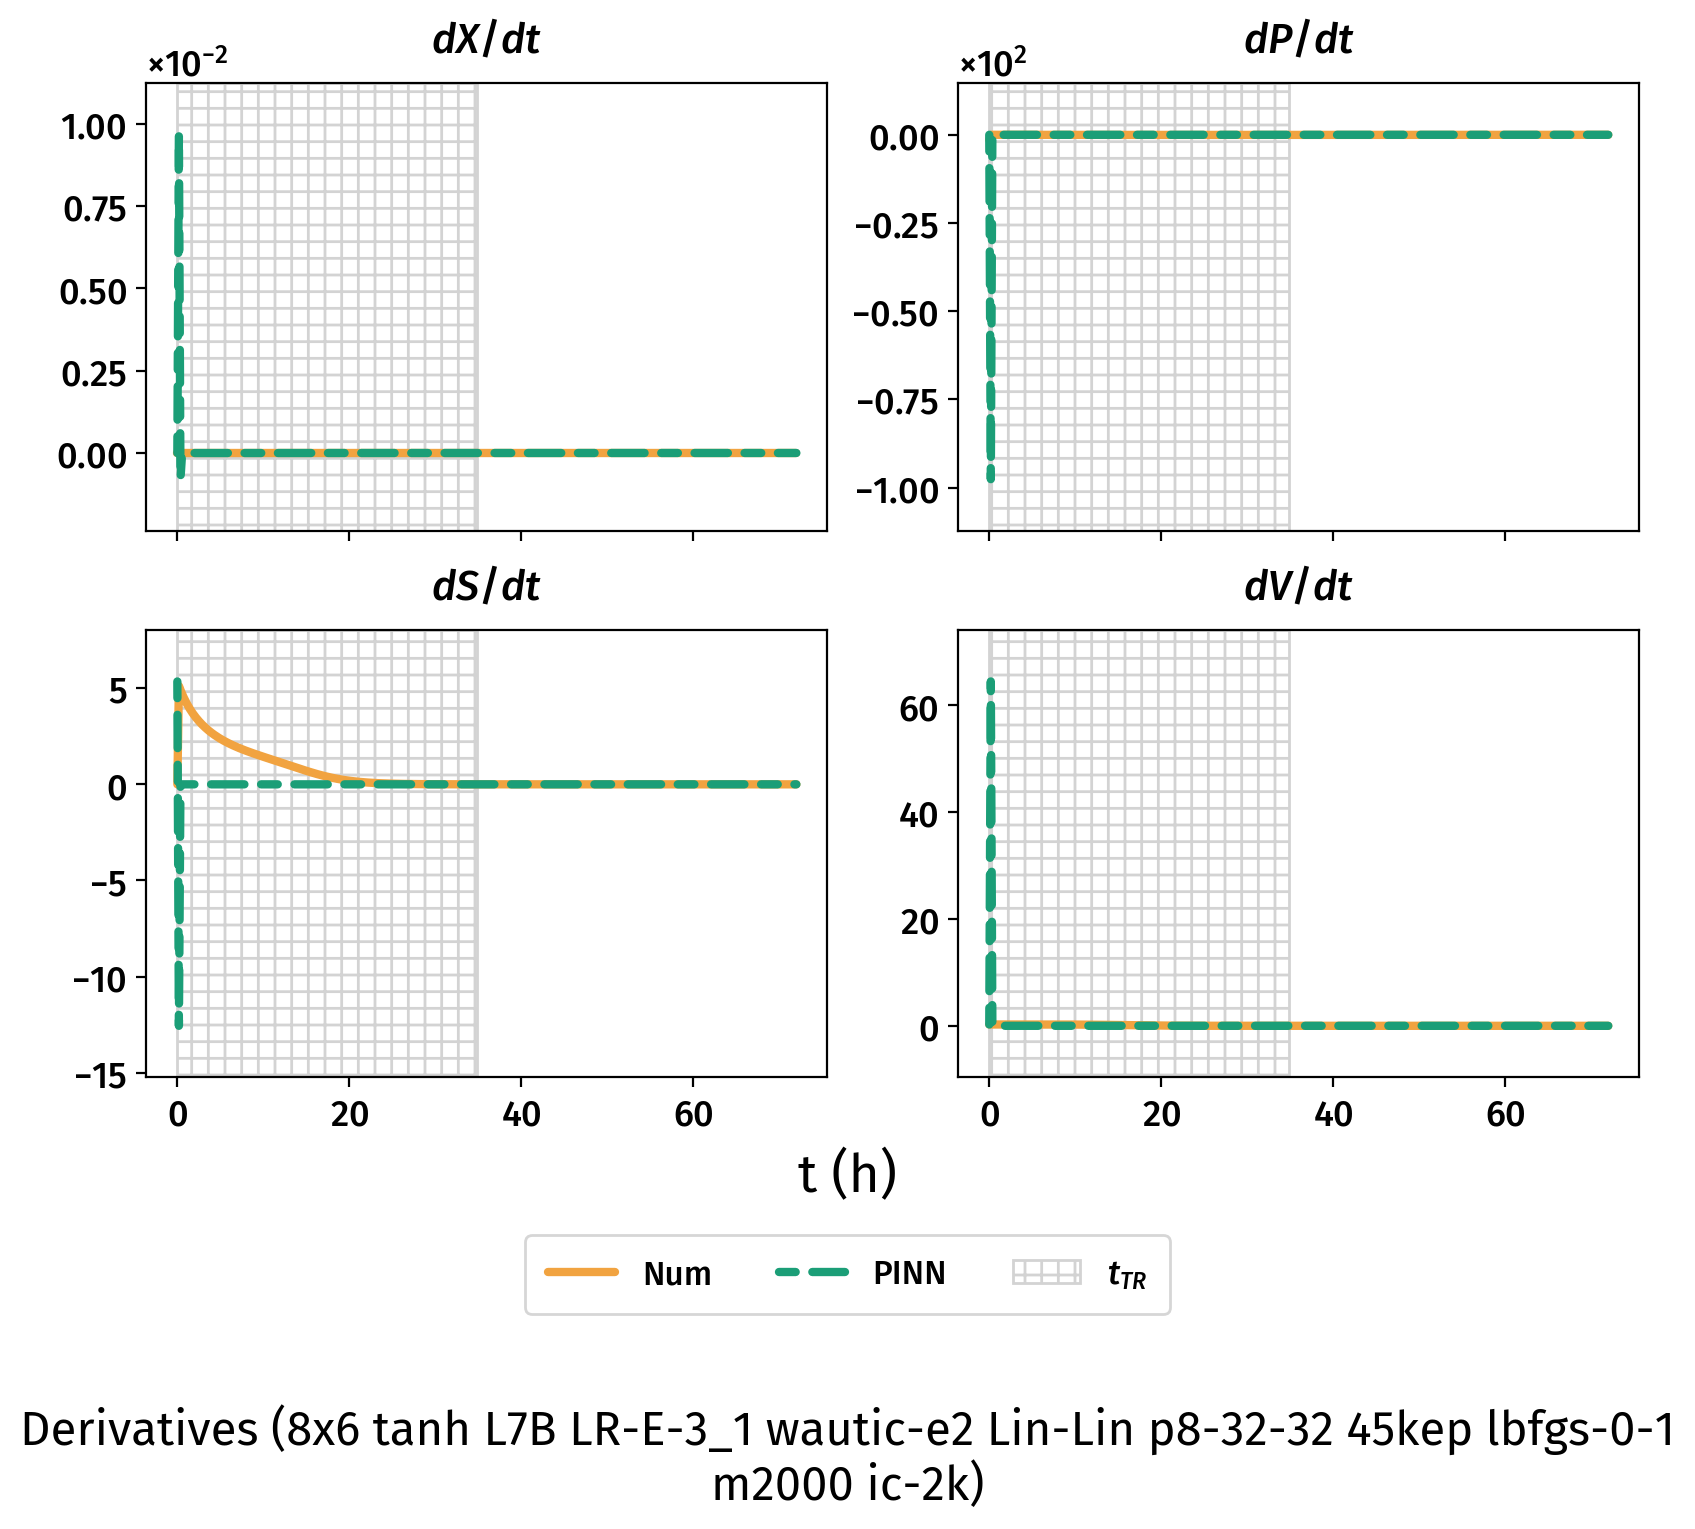 dX/dt
×10⁻²
1.00
0.75
0.50
0.25
0.00
dP/dt
×10²
0.00
−0.25
−0.50
−0.75
−1.00
dS/dt
5
0
−5
−10
−15
0 20 40 60
dV/dt
60
40
20
0
0 20 40 60
t (h)
Num PINN t_TR
Derivatives (8x6 tanh L7B LR-E-3_1 wautic-e2 Lin-Lin p8-32-32 45kep lbfgs-0-1
m2000 ic-2k)